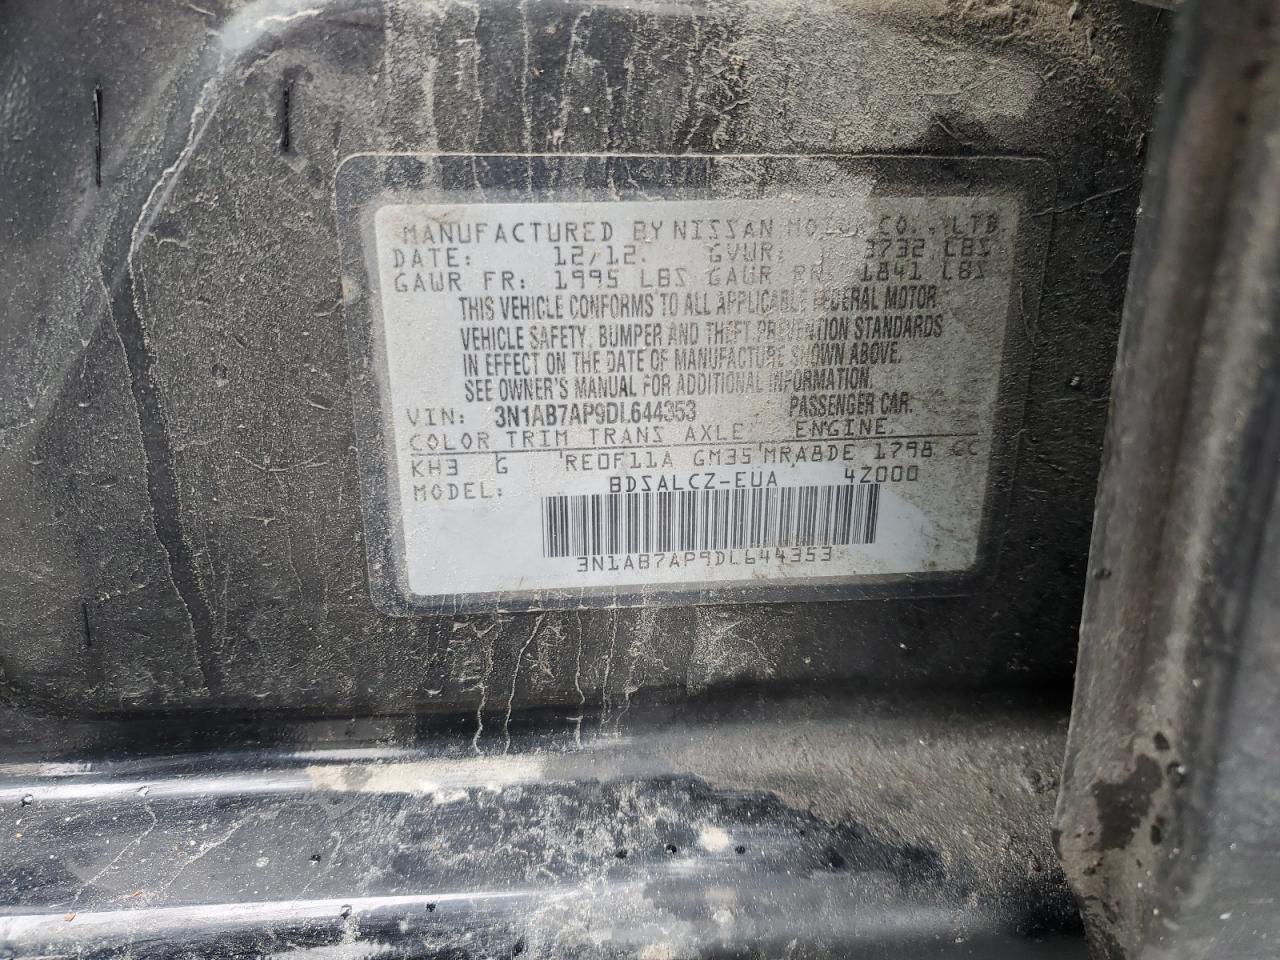 MANUFACTURED BY NISSAN MOTOR CO., LTD.
DATE: 12/12. GVWR: 3732 LBS
GAWR FR: 1995 LBS GAWR RR: 1841 LBS
THIS VEHICLE CONFORMS TO ALL APPLICABLE FEDERAL MOTOR
VEHICLE SAFETY, BUMPER AND THEFT PREVENTION STANDARDS
IN EFFECT ON THE DATE OF MANUFACTURE SHOWN ABOVE.
SEE OWNER'S MANUAL FOR ADDITIONAL INFORMATION.
VIN: 3N1AB7AP9DL644353 PASSENGER CAR.
COLOR TRIM TRANS AXLE ENGINE
KH3 G RE0F11A GM35 MRA8DE 1798 CC
MODEL: BDSALCZ-EUA 4Z000
3N1AB7AP9DL644353